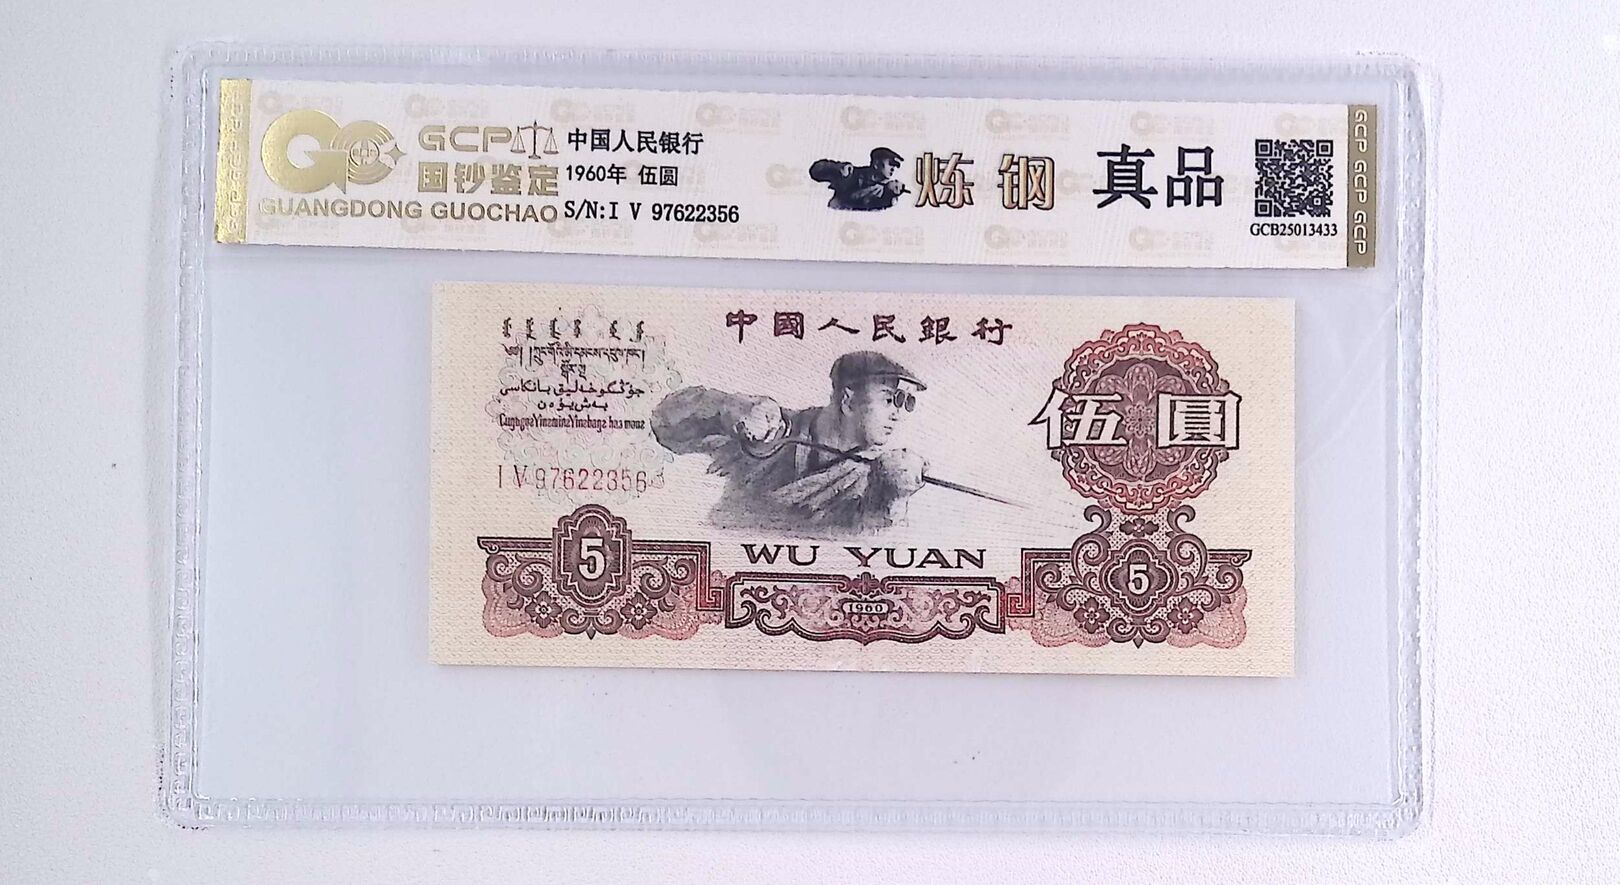 GCP
国钞鉴定
GUANGDONG GUOCHAO
中国人民银行
1960年 伍圆
S/N:I V 97622356
炼钢
真品
GCB25013433
GCP GCP GCP
中國人民銀行
I V 97622356
伍圓
5
WU YUAN
5
1960